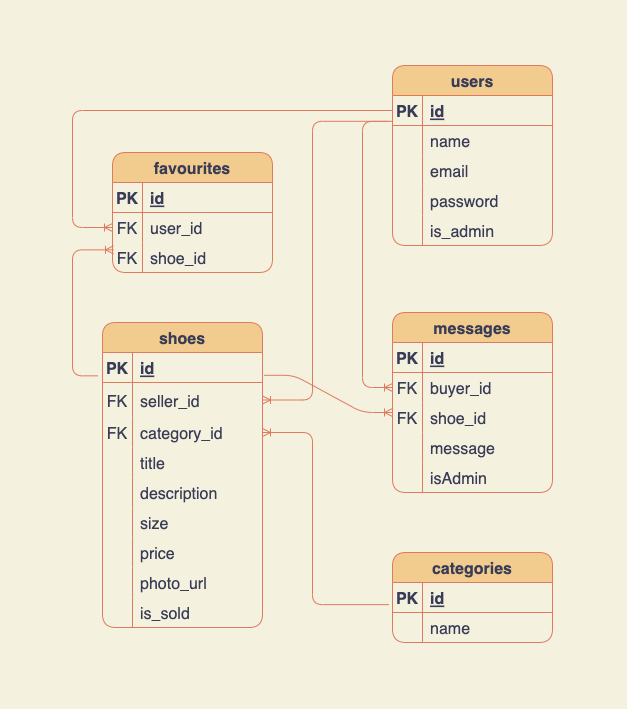 users
PK id
name
email
password
is_admin
favourites
PK id
FK user_id
FK shoe_id
shoes
PK id
FK seller_id
FK category_id
title
description
size
price
photo_url
is_sold
messages
PK id
FK buyer_id
FK shoe_id
message
isAdmin
categories
PK id
name